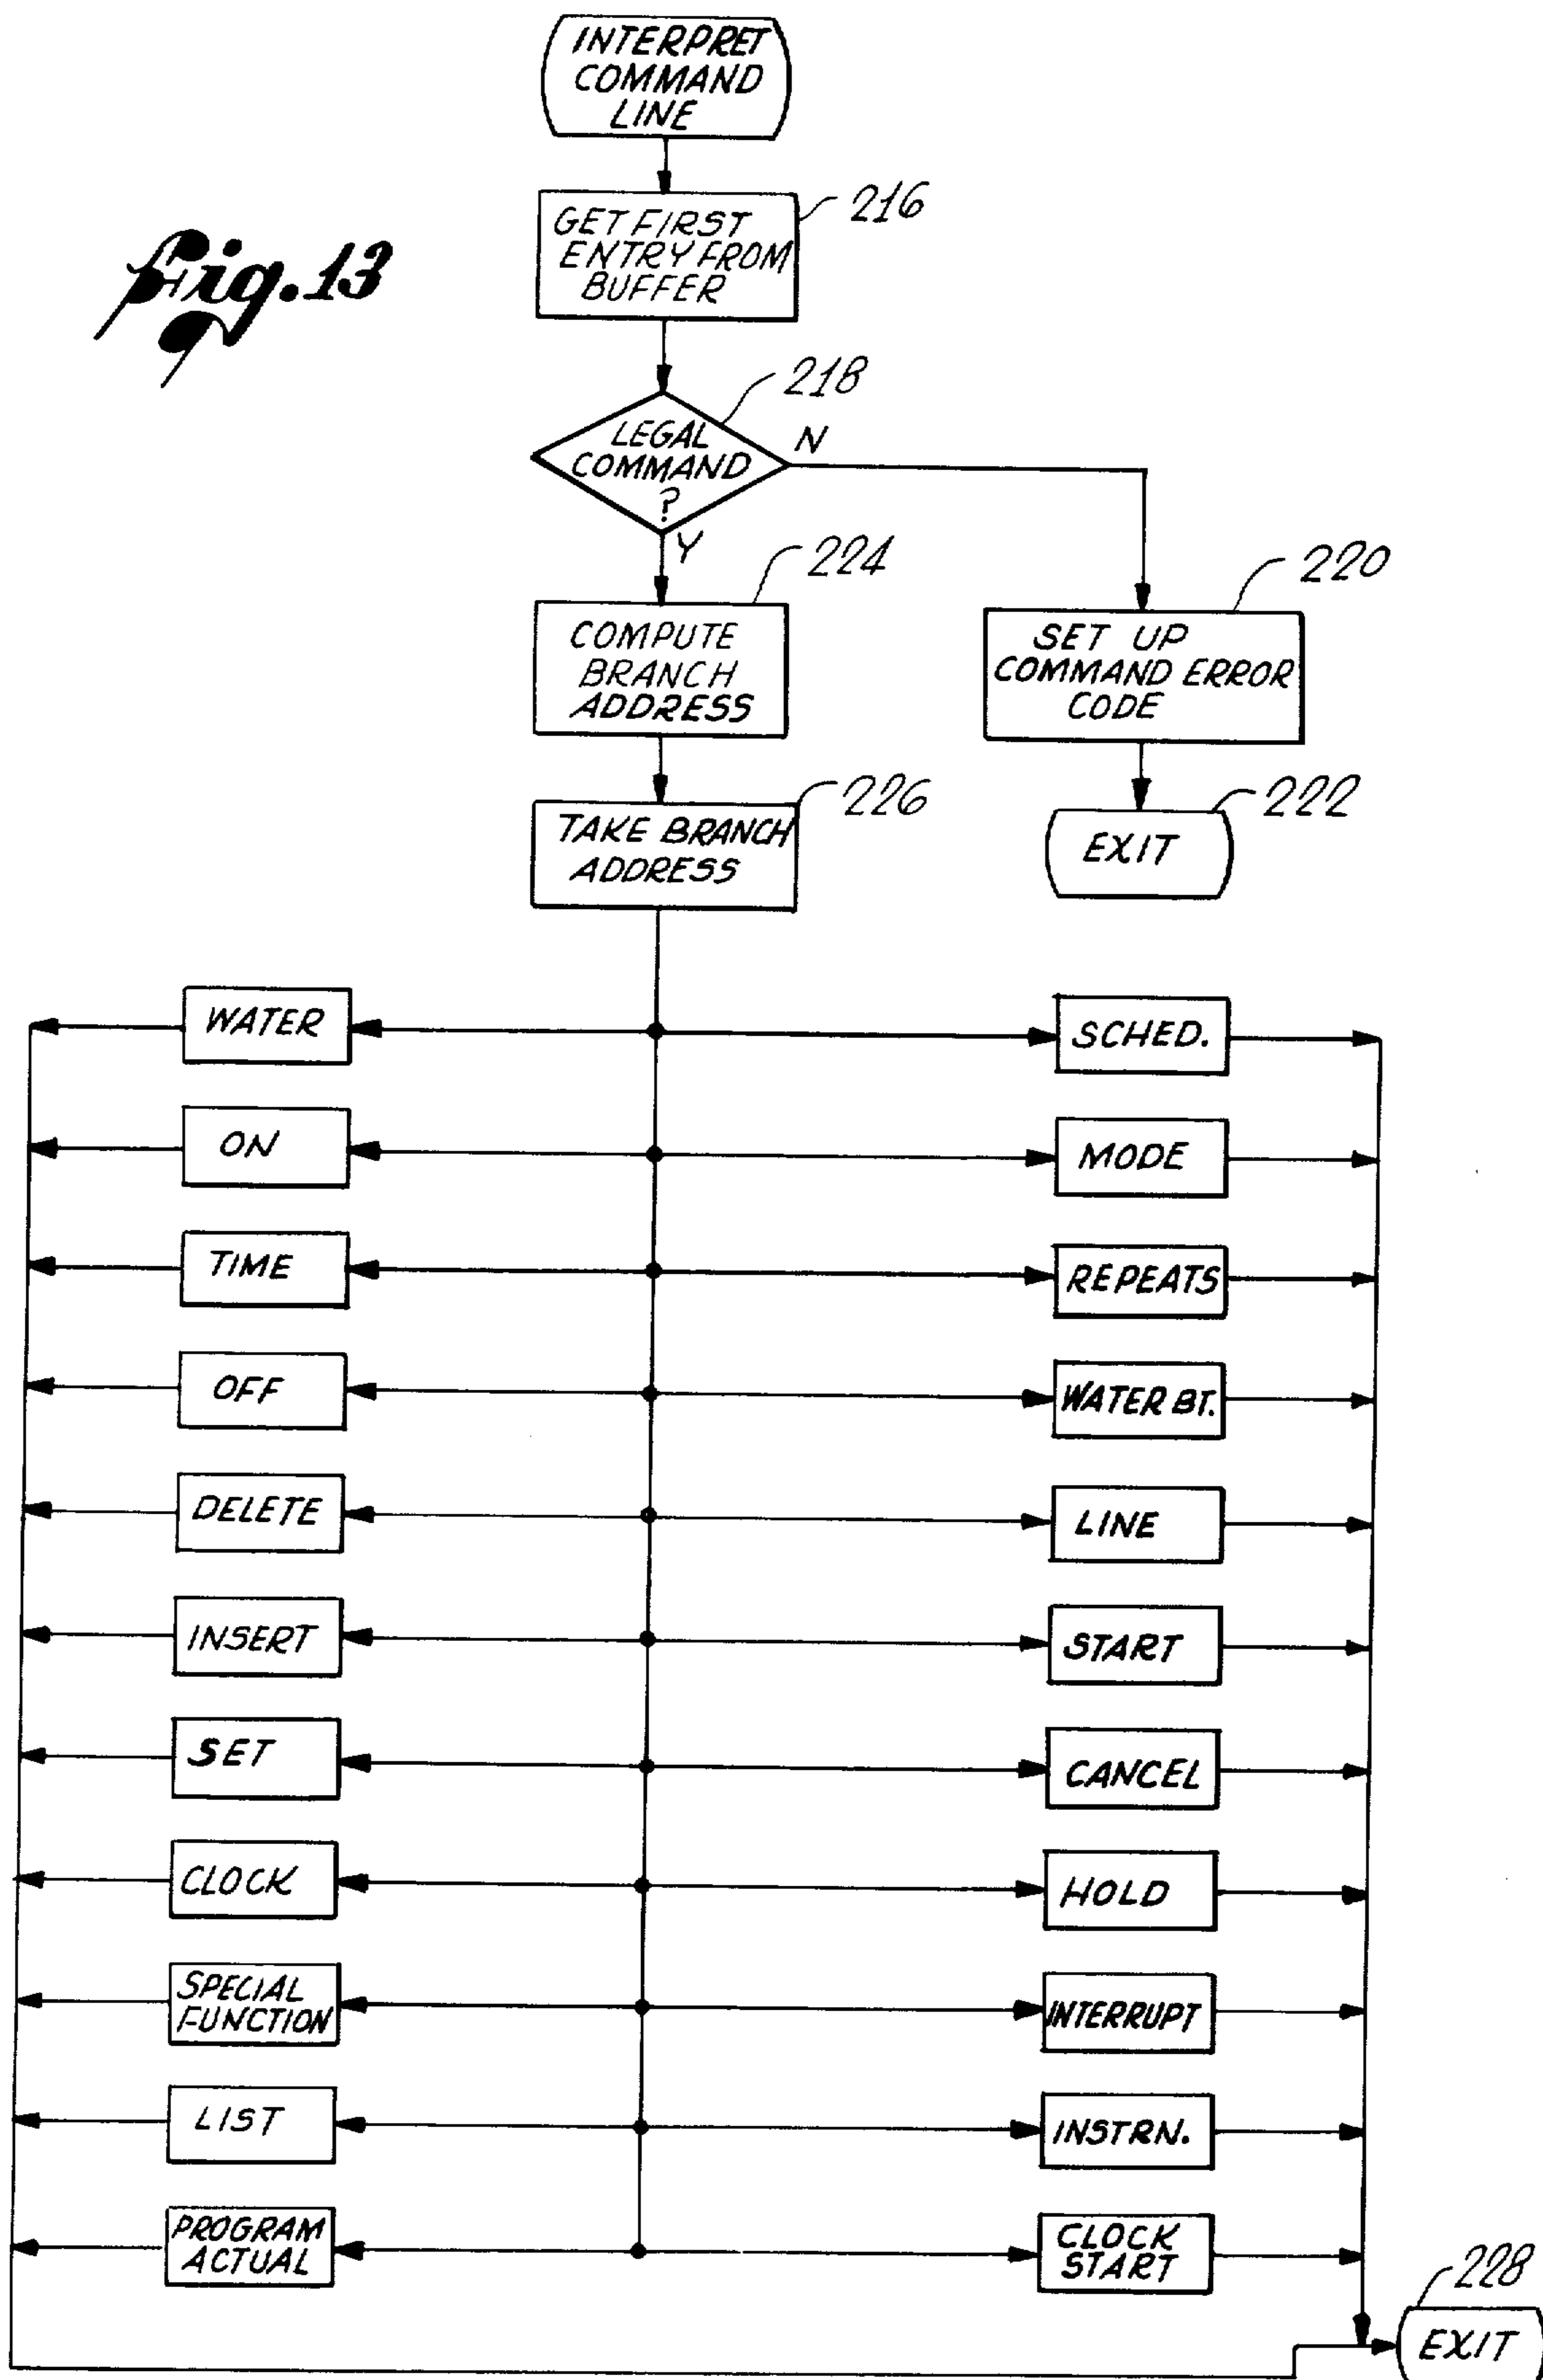 INTERPRET
COMMAND
LINE
Fig. 13
216
GET FIRST
ENTRY FROM
BUFFER
218
LEGAL
COMMAND
?
N
Y
224
220
COMPUTE
BRANCH
ADDRESS
SET UP
COMMAND ERROR
CODE
226
222
TAKE BRANCH
ADDRESS
EXIT
WATER
SCHED.
ON
MODE
TIME
REPEATS
OFF
WATER BT.
DELETE
LINE
INSERT
START
SET
CANCEL
CLOCK
HOLD
SPECIAL
FUNCTION
INTERRUPT
LIST
INSTRN.
PROGRAM
ACTUAL
CLOCK
START
228
EXIT